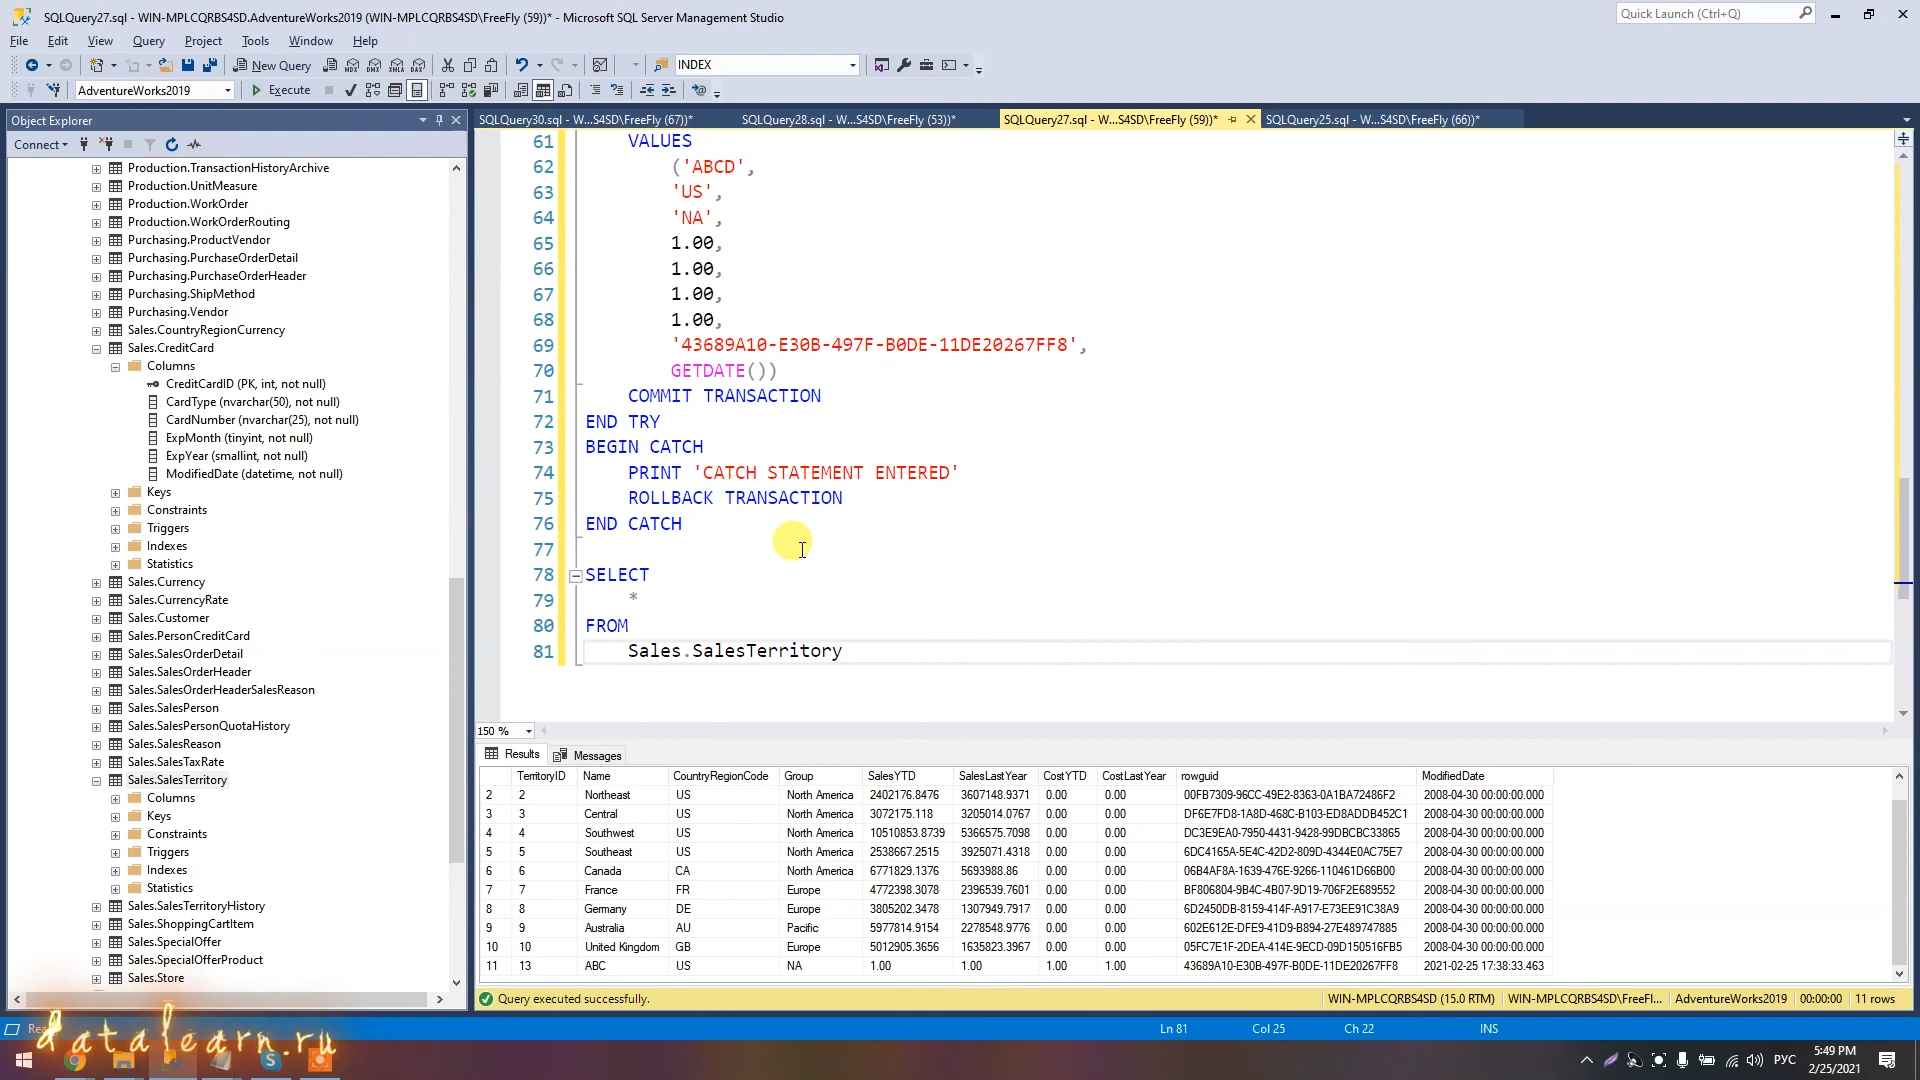 SQLQuery27.sql - WIN-MPLCQRBS4SD.AdventureWorks2019 (WIN-MPLCQRBS4SD\FreeFly (59))* - Microsoft SQL Server Management Studio
Quick Launch (Ctrl+Q)
File Edit View Query Project Tools Window Help
New Query INDEX
AdventureWorks2019 Execute
Object Explorer
Connect
Production.TransactionHistoryArchive
Production.UnitMeasure
Production.WorkOrder
Production.WorkOrderRouting
Purchasing.ProductVendor
Purchasing.PurchaseOrderDetail
Purchasing.PurchaseOrderHeader
Purchasing.ShipMethod
Purchasing.Vendor
Sales.CountryRegionCurrency
Sales.CreditCard
Columns
CreditCardID (PK, int, not null)
CardType (nvarchar(50), not null)
CardNumber (nvarchar(25), not null)
ExpMonth (tinyint, not null)
ExpYear (smallint, not null)
ModifiedDate (datetime, not null)
Keys
Constraints
Triggers
Indexes
Statistics
Sales.Currency
Sales.CurrencyRate
Sales.Customer
Sales.PersonCreditCard
Sales.SalesOrderDetail
Sales.SalesOrderHeader
Sales.SalesOrderHeaderSalesReason
Sales.SalesPerson
Sales.SalesPersonQuotaHistory
Sales.SalesReason
Sales.SalesTaxRate
Sales.SalesTerritory
Columns
Keys
Constraints
Triggers
Indexes
Statistics
Sales.SalesTerritoryHistory
Sales.ShoppingCartItem
Sales.SpecialOffer
Sales.SpecialOfferProduct
Sales.Store
SQLQuery30.sql - W...S4SD\FreeFly (67))* SQLQuery28.sql - W...S4SD\FreeFly (53))* SQLQuery27.sql - W...S4SD\FreeFly (59))* SQLQuery25.sql - W...S4SD\FreeFly (66))*
61 VALUES
62 ('ABCD',
63 'US',
64 'NA',
65 1.00,
66 1.00,
67 1.00,
68 1.00,
69 '43689A10-E30B-497F-B0DE-11DE20267FF8',
70 GETDATE())
71 COMMIT TRANSACTION
72 END TRY
73 BEGIN CATCH
74 PRINT 'CATCH STATEMENT ENTERED'
75 ROLLBACK TRANSACTION
76 END CATCH
77
78 SELECT
79 *
80 FROM
81 Sales.SalesTerritory
150 %
Results Messages
TerritoryID Name CountryRegionCode Group SalesYTD SalesLastYear CostYTD CostLastYear rowguid ModifiedDate
2 2 Northeast US North America 2402176.8476 3607148.9371 0.00 0.00 00FB7309-96CC-49E2-8363-0A1BA72486F2 2008-04-30 00:00:00.000
3 3 Central US North America 3072175.118 3205014.0767 0.00 0.00 DF6E7FD8-1A8D-468C-B103-ED8ADDB452C1 2008-04-30 00:00:00.000
4 4 Southwest US North America 10510853.8739 5366575.7098 0.00 0.00 DC3E9EA0-7950-4431-9428-99DBCBC33865 2008-04-30 00:00:00.000
5 5 Southeast US North America 2538667.2515 3925071.4318 0.00 0.00 6DC4165A-5E4C-42D2-809D-4344E0AC75E7 2008-04-30 00:00:00.000
6 6 Canada CA North America 6771829.1376 5693988.86 0.00 0.00 06B4AF8A-1639-476E-9266-110461D66B00 2008-04-30 00:00:00.000
7 7 France FR Europe 4772398.3078 2396539.7601 0.00 0.00 BF806804-9B4C-4B07-9D19-706F2E689552 2008-04-30 00:00:00.000
8 8 Germany DE Europe 3805202.3478 1307949.7917 0.00 0.00 6D2450DB-8159-414F-A917-E73EE91C38A9 2008-04-30 00:00:00.000
9 9 Australia AU Pacific 5977814.9154 2278548.9776 0.00 0.00 602E612E-DFE9-41D9-B894-27E489747885 2008-04-30 00:00:00.000
10 10 United Kingdom GB Europe 5012905.3656 1635823.3967 0.00 0.00 05FC7E1F-2DEA-414E-9ECD-09D150516FB5 2008-04-30 00:00:00.000
11 13 ABC US NA 1.00 1.00 1.00 1.00 43689A10-E30B-497F-B0DE-11DE20267FF8 2021-02-25 17:38:33.463
Query executed successfully. WIN-MPLCQRBS4SD (15.0 RTM) WIN-MPLCQRBS4SD\FreeFl... AdventureWorks2019 00:00:00 11 rows
Ln 81 Col 25 Ch 22 INS
datalearn.ru
РУС 5:49 PM
2/25/2021